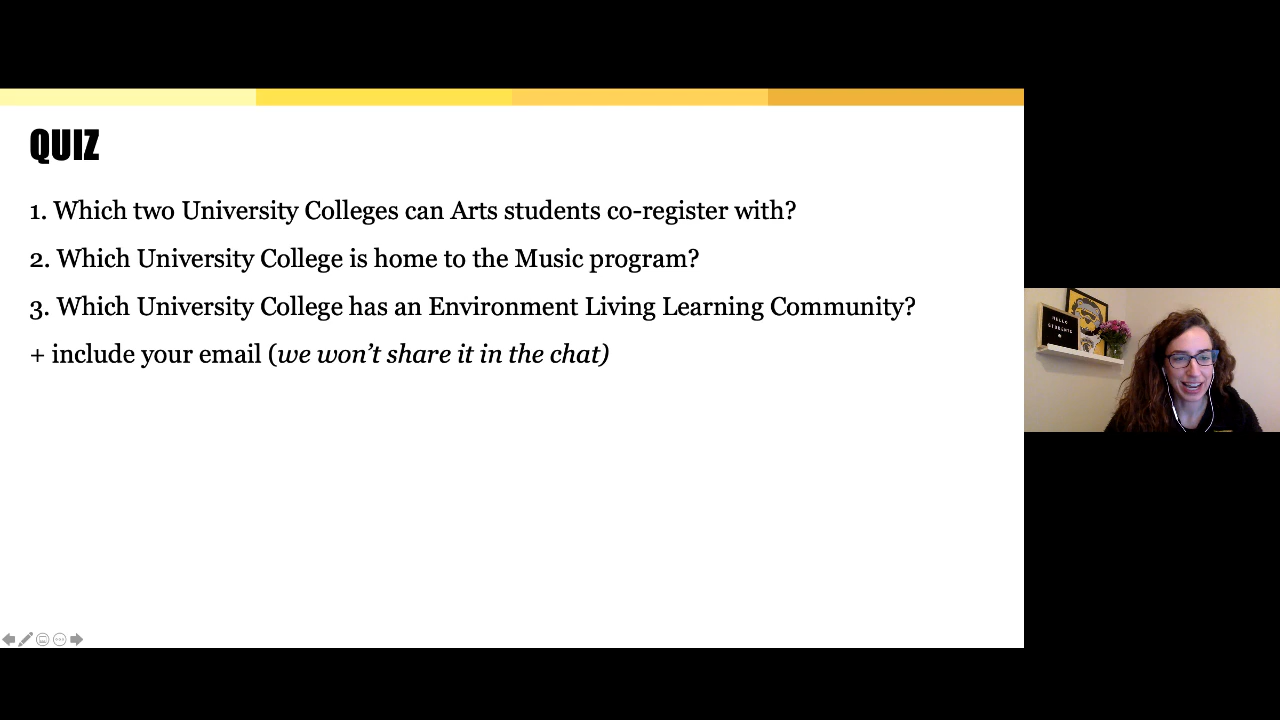 QUIZ
1. Which two University Colleges can Arts students co-register with?
2. Which University College is home to the Music program?
3. Which University College has an Environment Living Learning Community?
+ include your email (we won’t share it in the chat)
HELLO
STUDENTS